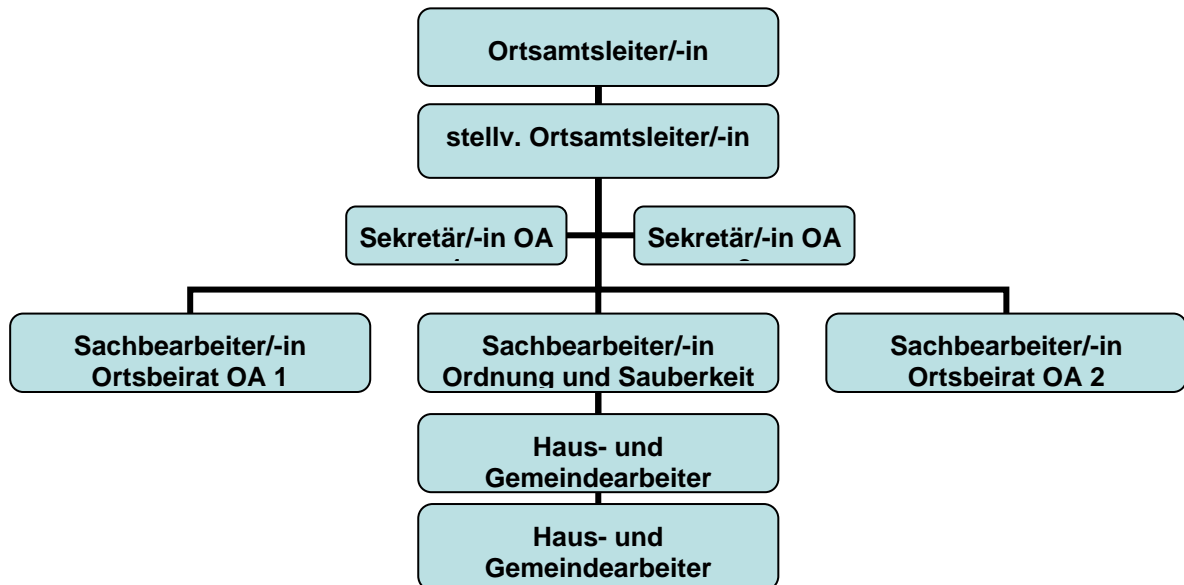 Ortsamtsleiter/-in
stellv. Ortsamtsleiter/-in
Sekretär/-in OA
Sekretär/-in OA
Sachbearbeiter/-in
Ortsbeirat OA 1
Sachbearbeiter/-in
Ordnung und Sauberkeit
Sachbearbeiter/-in
Ortsbeirat OA 2
Haus- und
Gemeindearbeiter
Haus- und
Gemeindearbeiter